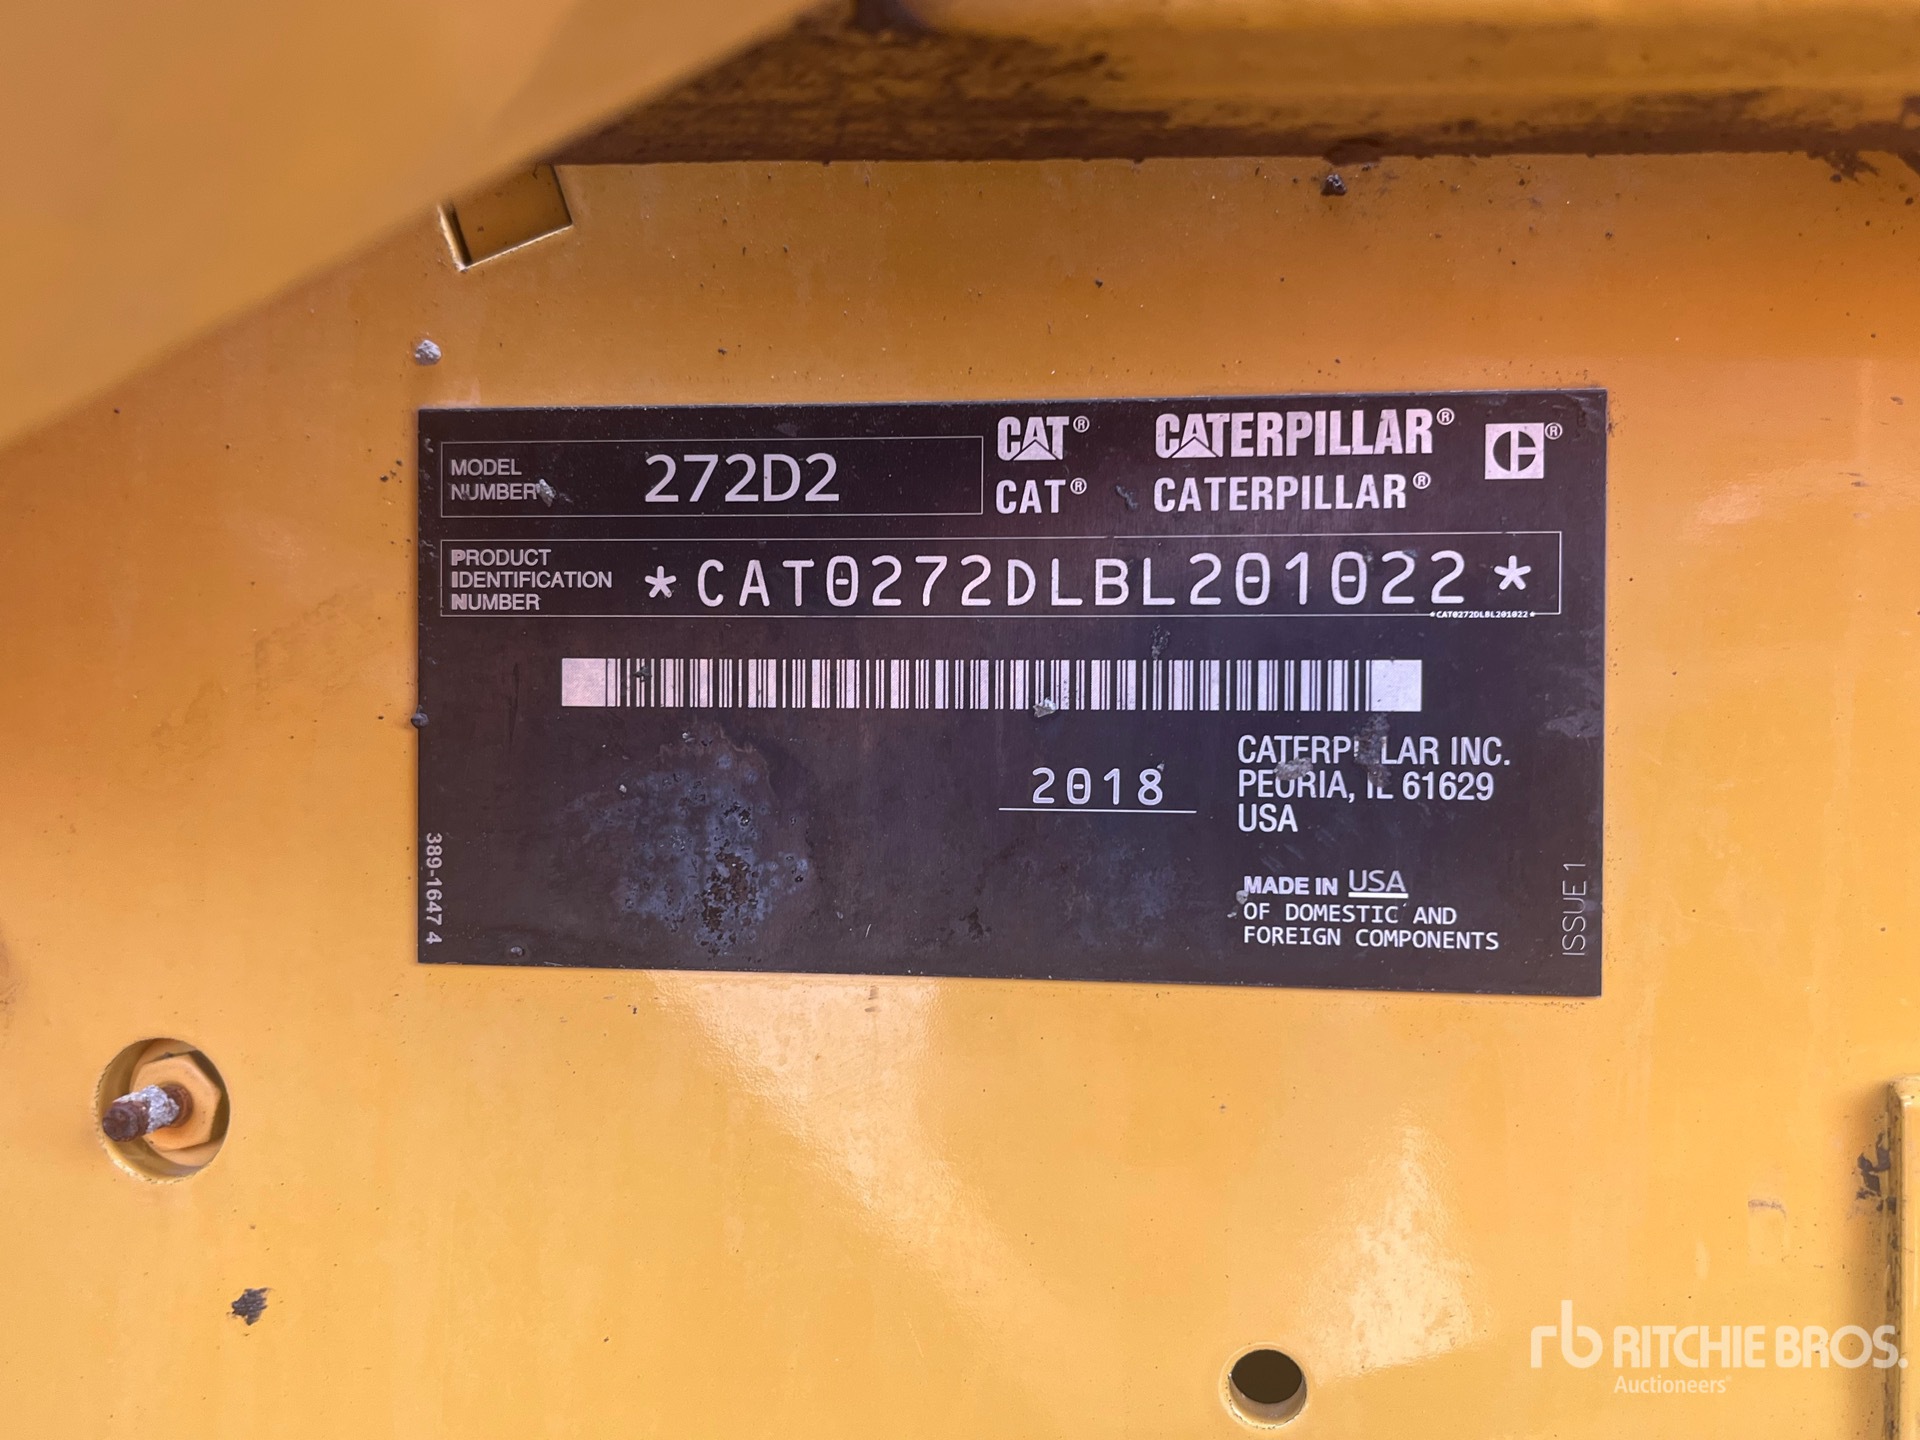 MODEL
NUMBER
272D2
CAT® CATERPILLAR® ®
CAT® CATERPILLAR®
PRODUCT
IDENTIFICATION
NUMBER
*CAT0272DLBL201022*
*CAT0272DLBL201022*
2018
CATERPILLAR INC.
PEORIA, IL 61629
USA
MADE IN USA
OF DOMESTIC AND
FOREIGN COMPONENTS
389-1647 4
ISSUE 1
rb RITCHIE BROS.
Auctioneers